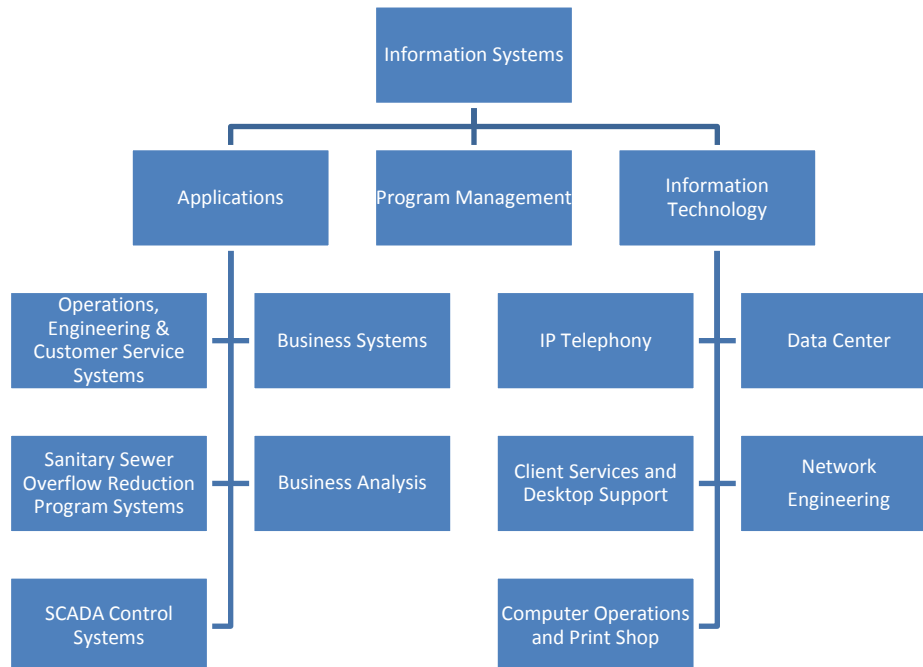 Information Systems
Applications
Program Management
Information
Technology
Operations,
Engineering &
Customer Service
Systems
Business Systems
IP Telephony
Data Center
Sanitary Sewer
Overflow Reduction
Program Systems
Business Analysis
Client Services and
Desktop Support
Network
Engineering
SCADA Control
Systems
Computer Operations
and Print Shop